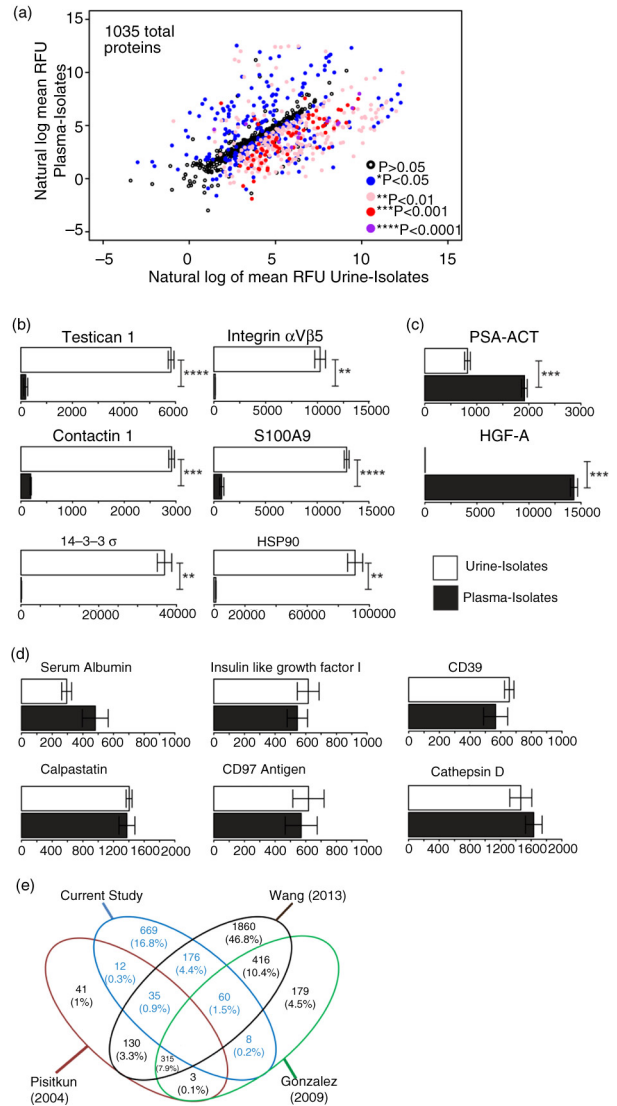 (a)
1035 total
proteins
Natural log mean RFU
Plasma-Isolates
15
10
5
0
−5
P>0.05
*P<0.05
**P<0.01
***P<0.001
****P<0.0001
−5 0 5 10 15
Natural log of mean RFU Urine-Isolates
(b)
Testican 1
****
0 2000 4000 6000
Integrin αVβ5
**
0 5000 10000 15000
Contactin 1
***
0 1000 2000 3000
S100A9
****
0 5000 10000 15000
14–3–3 σ
**
0 20000 40000
HSP90
**
0 50000 100000
(c)
PSA-ACT
***
0 1000 2000 3000
HGF-A
***
0 5000 10000 15000
Urine-Isolates
Plasma-Isolates
(d)
Serum Albumin
0 200 400 600 800 1000
Insulin like growth factor I
0 200 400 600 800 1000
CD39
0 200 400 600 800 1000
Calpastatin
0 400 800 1200 1600 2000
CD97 Antigen
0 200 400 600 800 1000
Cathepsin D
0 400 800 1200 1600 2000
(e)
Current Study
Wang (2013)
669
(16.8%)
1860
(46.8%)
12
(0.3%)
176
(4.4%)
416
(10.4%)
41
(1%)
35
(0.9%)
60
(1.5%)
179
(4.5%)
130
(3.3%)
315
(7.9%)
8
(0.2%)
3
(0.1%)
Pisitkun
(2004)
Gonzalez
(2009)